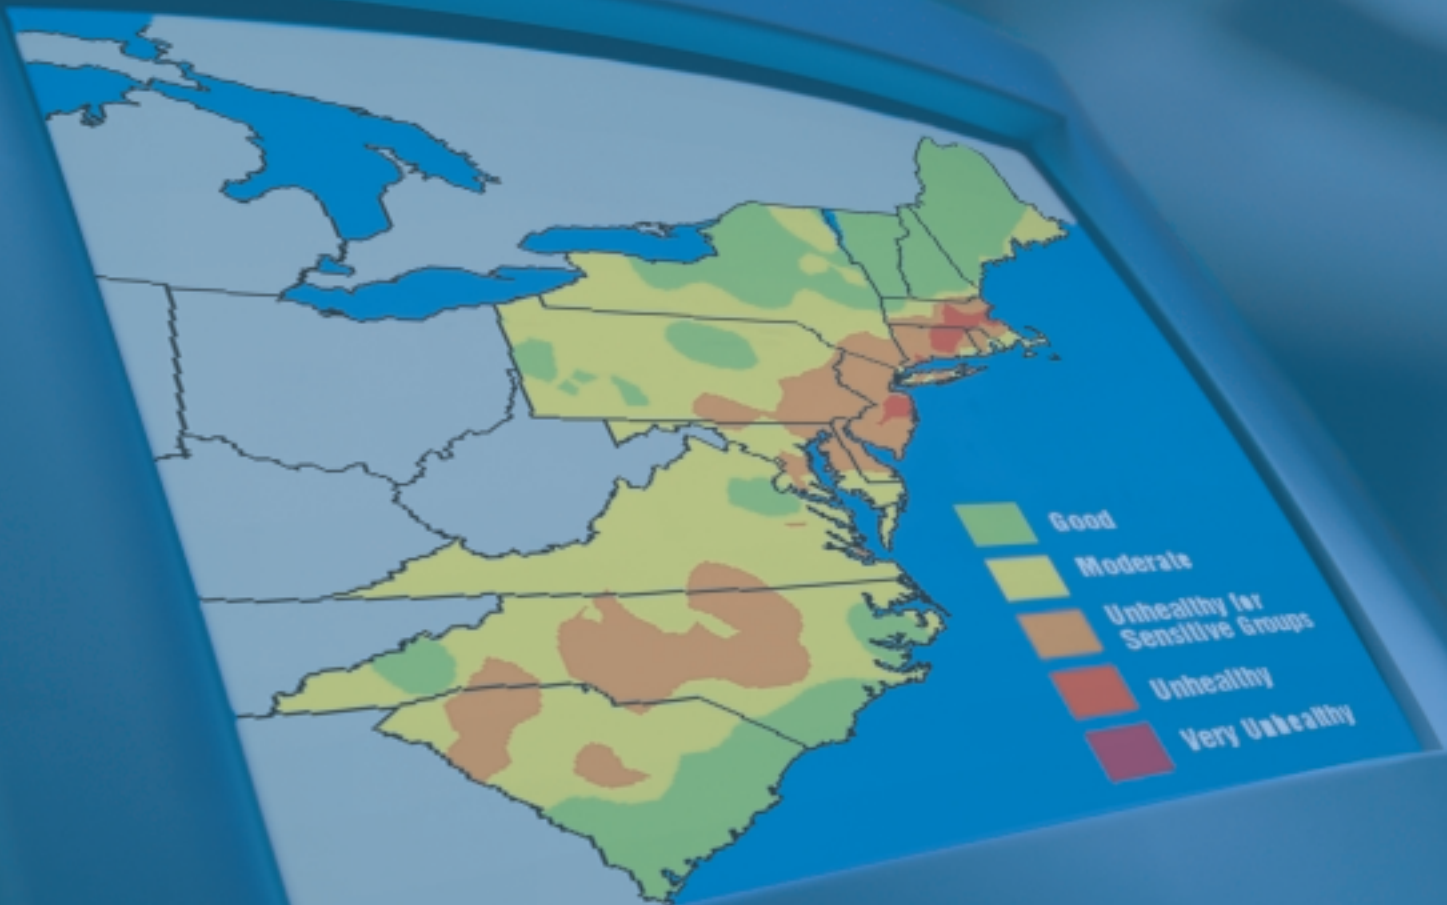 Good
Moderate
Unhealthy for
Sensitive Groups
Unhealthy
Very Unhealthy